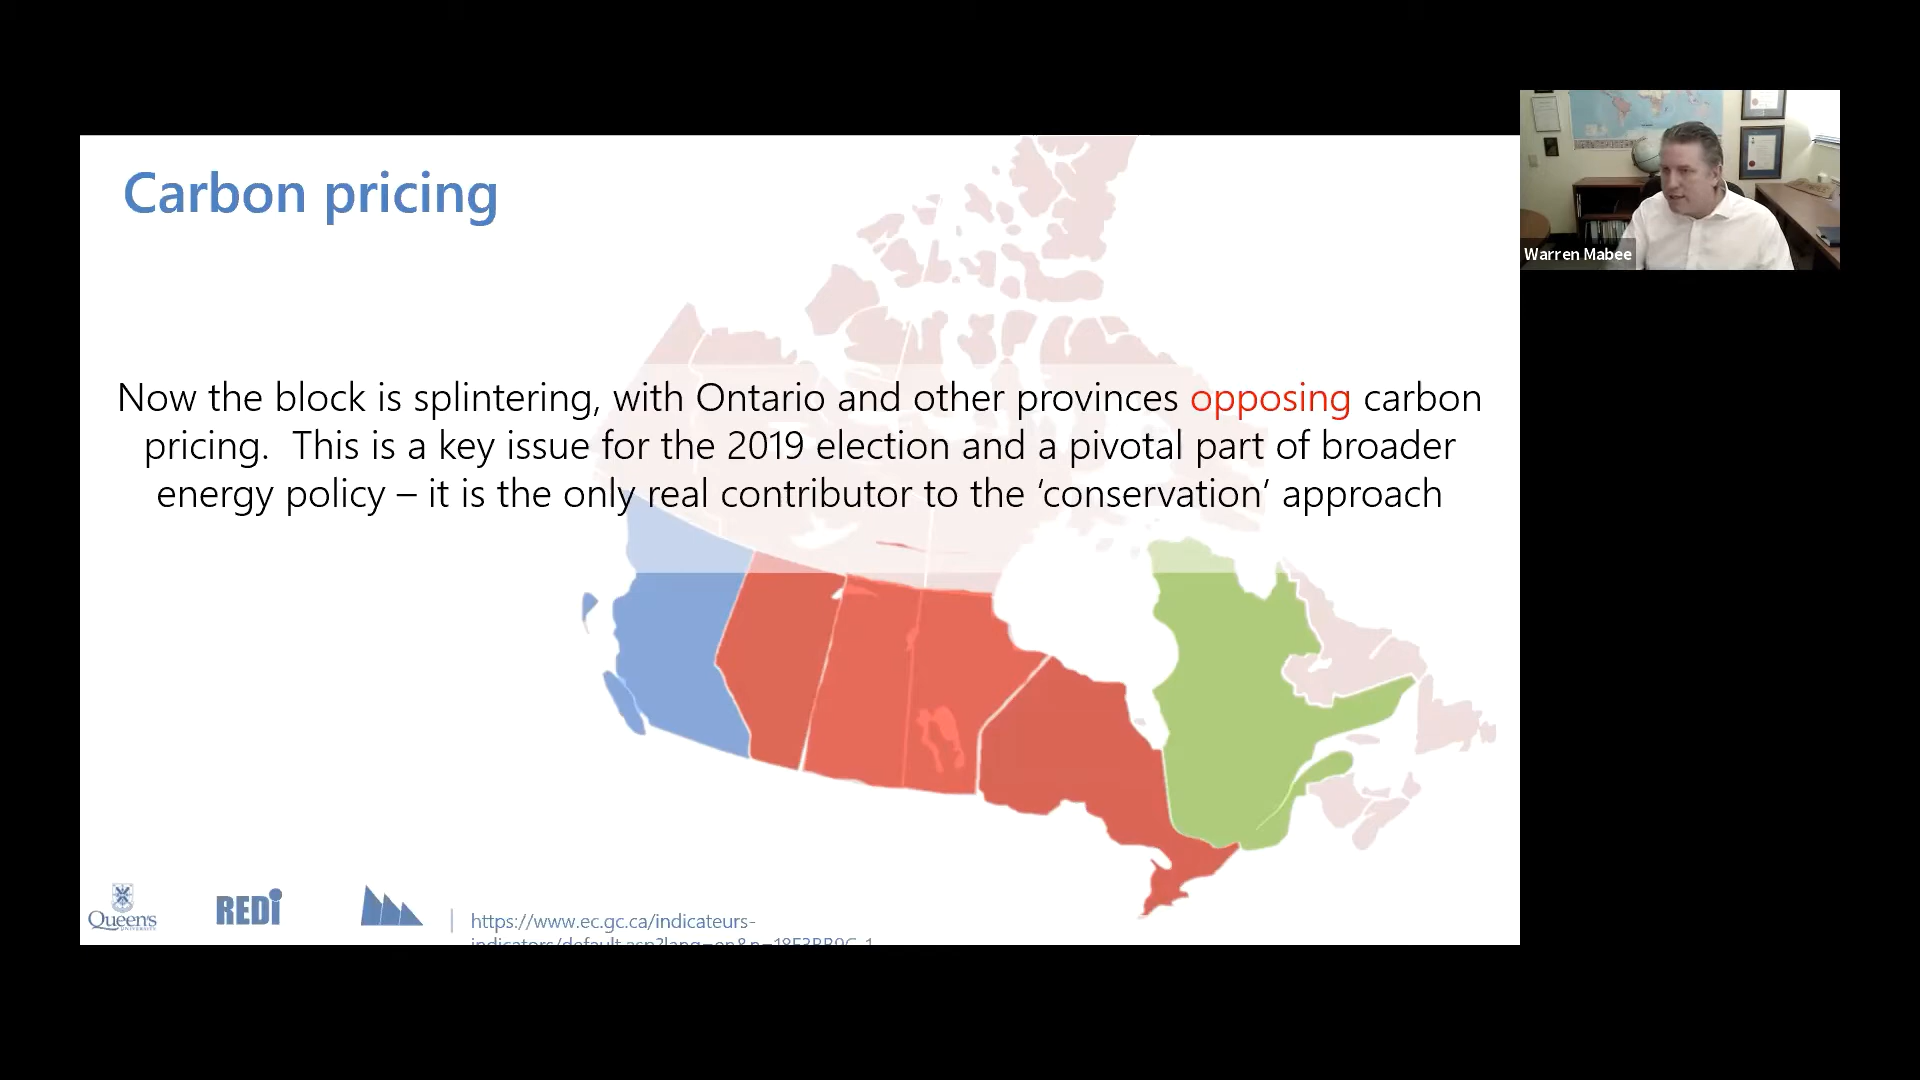 Carbon pricing
Now the block is splintering, with Ontario and other provinces opposing carbon
pricing.  This is a key issue for the 2019 election and a pivotal part of broader
energy policy – it is the only real contributor to the ‘conservation’ approach
Queen's
UNIVERSITY
REDi
https://www.ec.gc.ca/indicateurs-
Warren Mabee